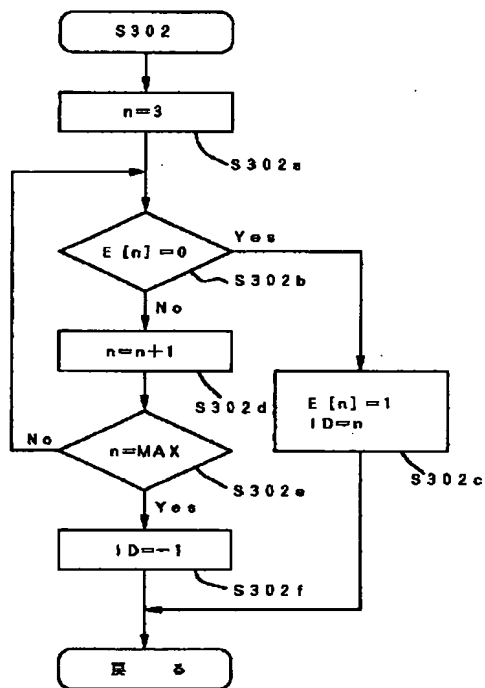 S302
n=3
S302a
E[n]=0
Yes
S302b
No
n=n+1
S302d
E[n]=1
ID=n
S302c
No
n=MAX
S302e
Yes
ID=-1
S302f
戻る